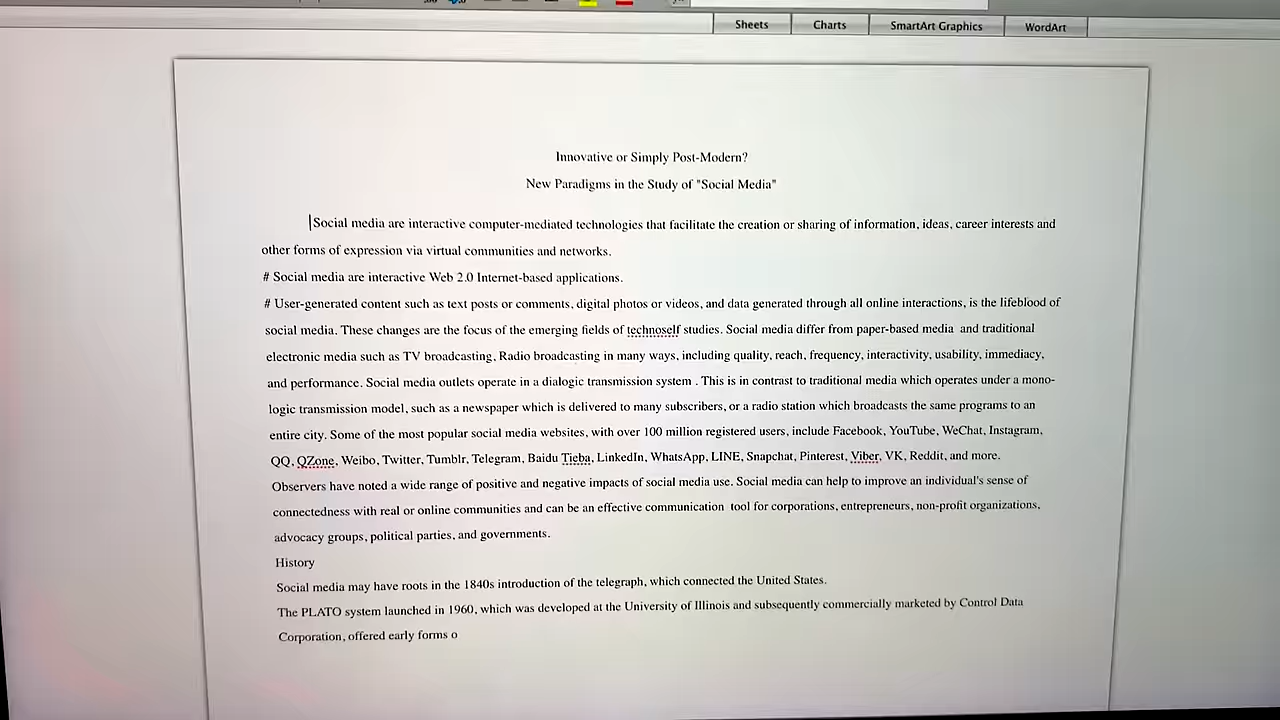 Sheets
Charts
SmartArt Graphics
WordArt
Innovative or Simply Post-Modern?
New Paradigms in the Study of "Social Media"
Social media are interactive computer-mediated technologies that facilitate the creation or sharing of information, ideas, career interests and
other forms of expression via virtual communities and networks.
# Social media are interactive Web 2.0 Internet-based applications.
# User-generated content such as text posts or comments, digital photos or videos, and data generated through all online interactions, is the lifeblood of
social media. These changes are the focus of the emerging fields of technoself studies. Social media differ from paper-based media  and traditional
electronic media such as TV broadcasting, Radio broadcasting in many ways, including quality, reach, frequency, interactivity, usability, immediacy,
and performance. Social media outlets operate in a dialogic transmission system . This is in contrast to traditional media which operates under a mono-
logic transmission model, such as a newspaper which is delivered to many subscribers, or a radio station which broadcasts the same programs to an
entire city. Some of the most popular social media websites, with over 100 million registered users, include Facebook, YouTube, WeChat, Instagram,
QQ, QZone, Weibo, Twitter, Tumblr, Telegram, Baidu Tieba, LinkedIn, WhatsApp, LINE, Snapchat, Pinterest, Viber, VK, Reddit, and more.
Observers have noted a wide range of positive and negative impacts of social media use. Social media can help to improve an individual's sense of
connectedness with real or online communities and can be an effective communication  tool for corporations, entrepreneurs, non-profit organizations,
advocacy groups, political parties, and governments.
History
Social media may have roots in the 1840s introduction of the telegraph, which connected the United States.
The PLATO system launched in 1960, which was developed at the University of Illinois and subsequently commercially marketed by Control Data
Corporation, offered early forms o